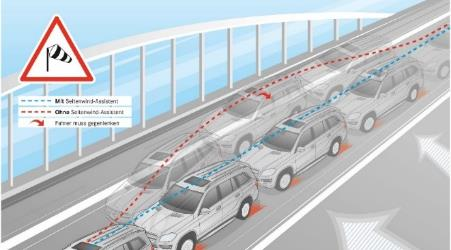 Mit Seitenwind-Assistent
Ohne Seitenwind-Assistent
Fahrer muss gegenlenken